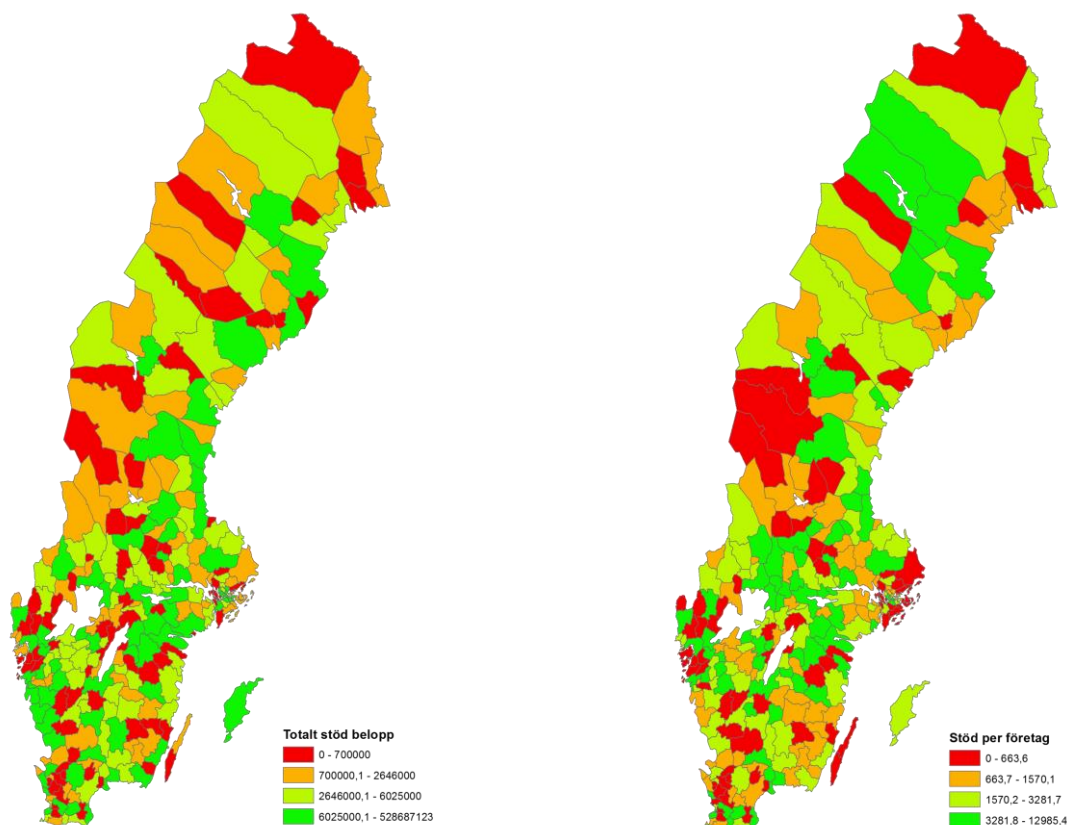 Totalt stöd belopp
0 - 700000
700000,1 - 2646000
2646000,1 - 6025000
6025000,1 - 528687123
Stöd per företag
0 - 663,6
663,7 - 1570,1
1570,2 - 3281,7
3281,8 - 12985,4